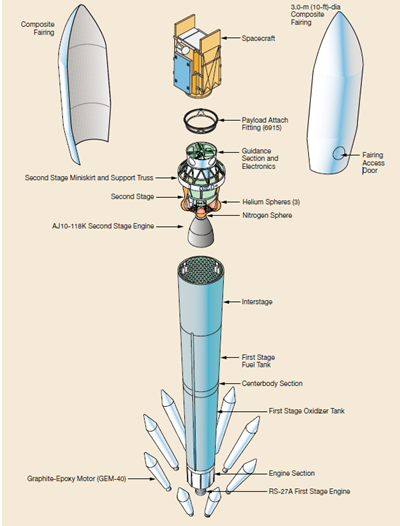 Composite
Fairing
3.0-m (10-ft)-dia
Composite
Fairing
Spacecraft
Payload Attach
Fitting (6915)
Guidance
Section and
Electronics
Fairing
Access
Door
Second Stage Miniskirt and Support Truss
Second Stage
Helium Spheres (3)
Nitrogen Sphere
AJ10-118K Second Stage Engine
Interstage
First Stage
Fuel Tank
Centerbody Section
First Stage Oxidizer Tank
Graphite-Epoxy Motor (GEM-40)
Engine Section
RS-27A First Stage Engine